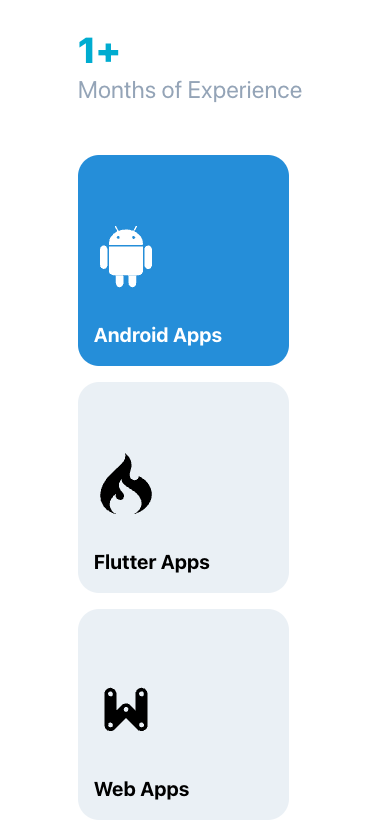 1+
Months of Experience
Android Apps
Flutter Apps
Web Apps